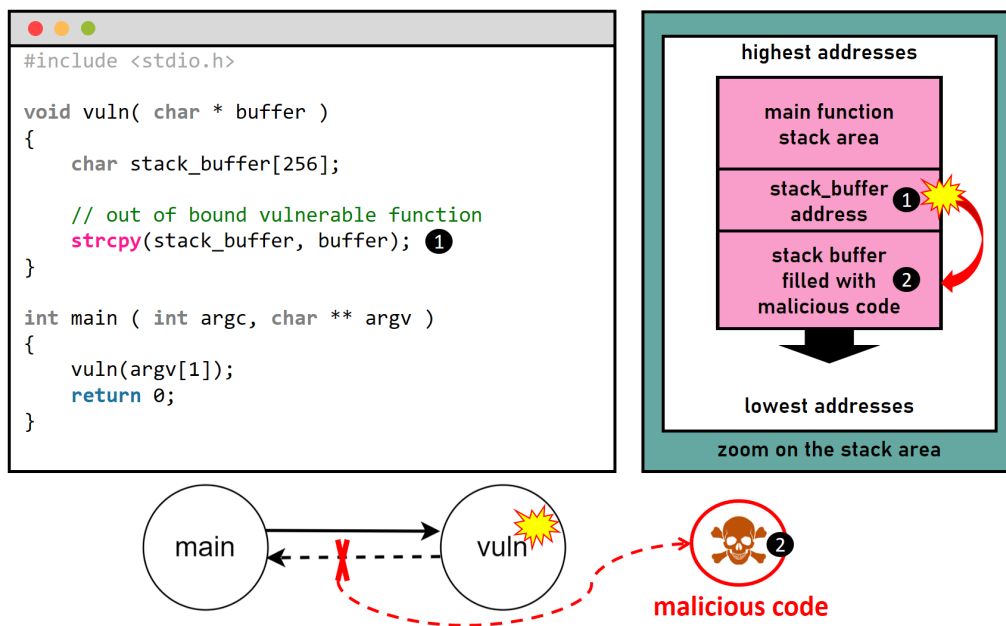 #include <stdio.h>
void vuln( char * buffer )
{
    char stack_buffer[256];
    // out of bound vulnerable function
    strcpy(stack_buffer, buffer); 1
}
int main ( int argc, char ** argv )
{
    vuln(argv[1]);
    return 0;
}
highest addresses
main function
stack area
stack_buffer
address
1
stack buffer
filled with
malicious code
2
lowest addresses
zoom on the stack area
main
vuln
2
malicious code